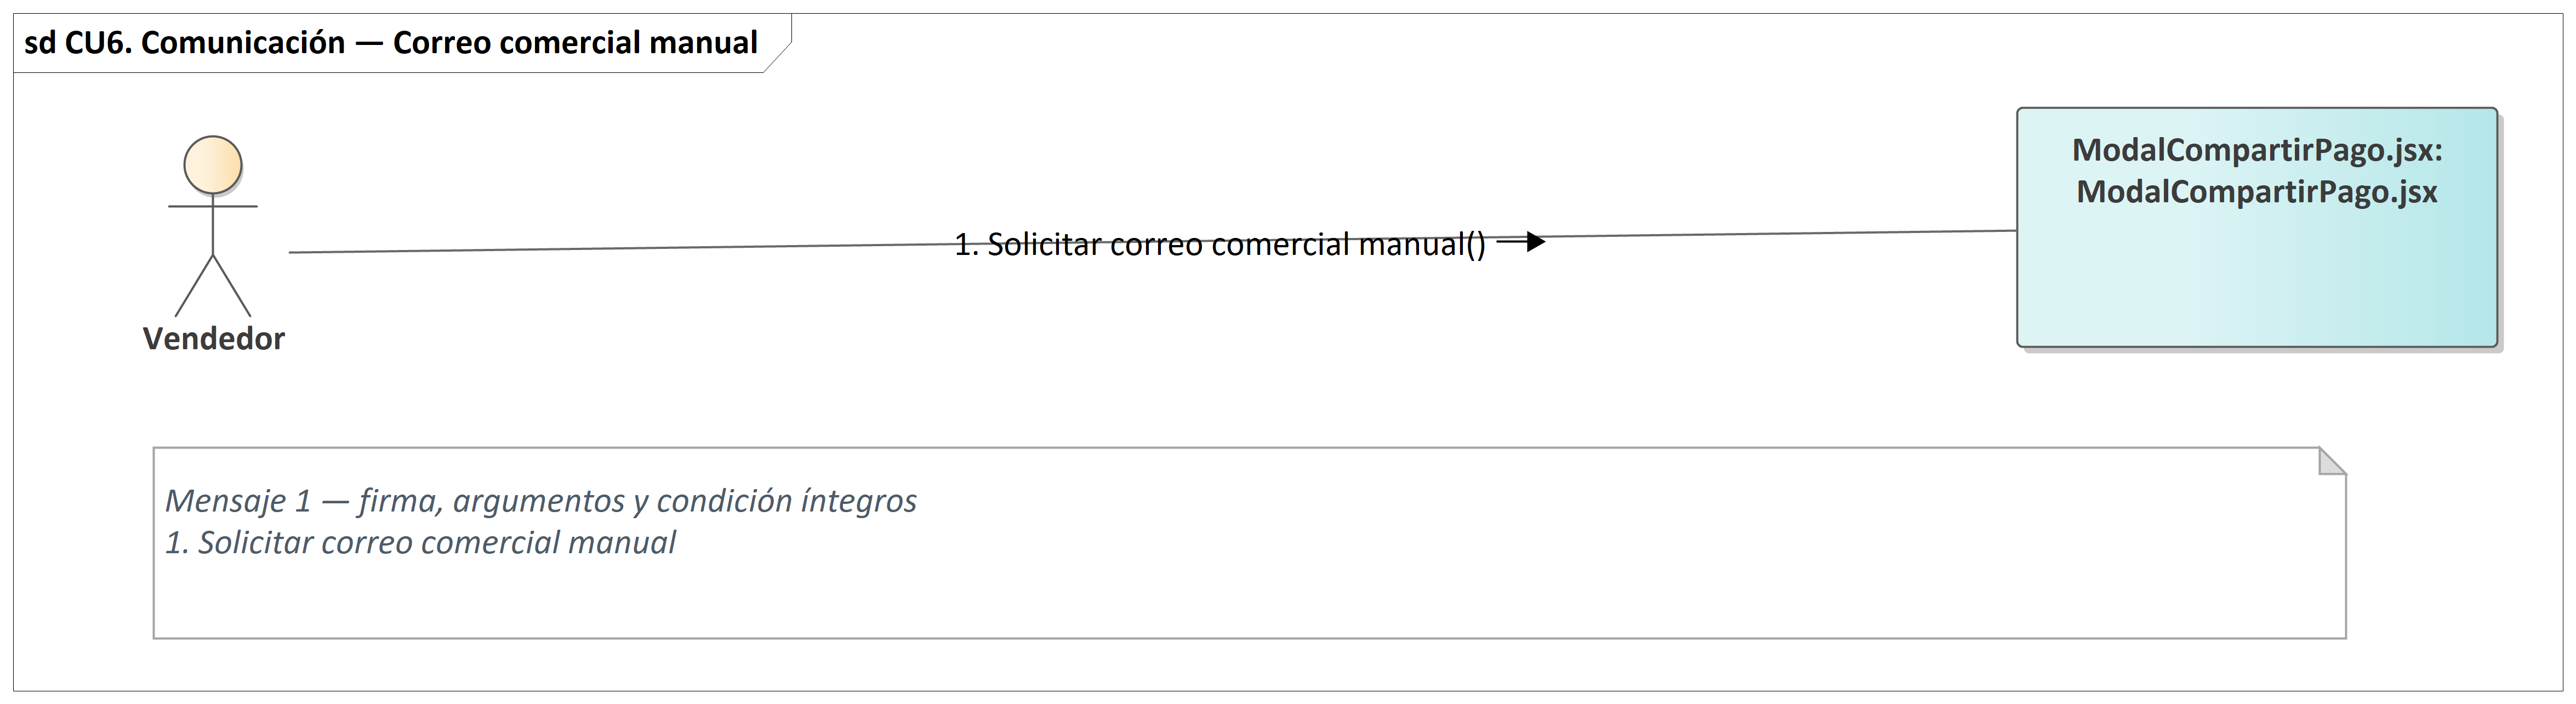 sd CU6. Comunicación — Correo comercial manual
ModalCompartirPago.jsx:
ModalCompartirPago.jsx
1. Solicitar correo comercial manual()
Vendedor
Mensaje 1 — firma, argumentos y condición íntegros
1. Solicitar correo comercial manual